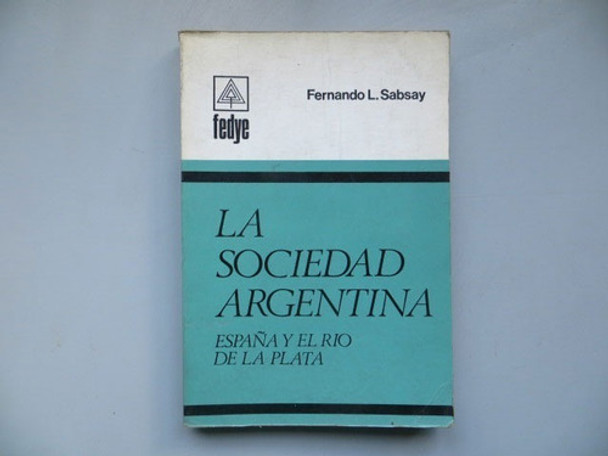 Fernando L. Sabsay
fedye
LA
SOCIEDAD
ARGENTINA
ESPAÑA Y EL RIO
DE LA PLATA